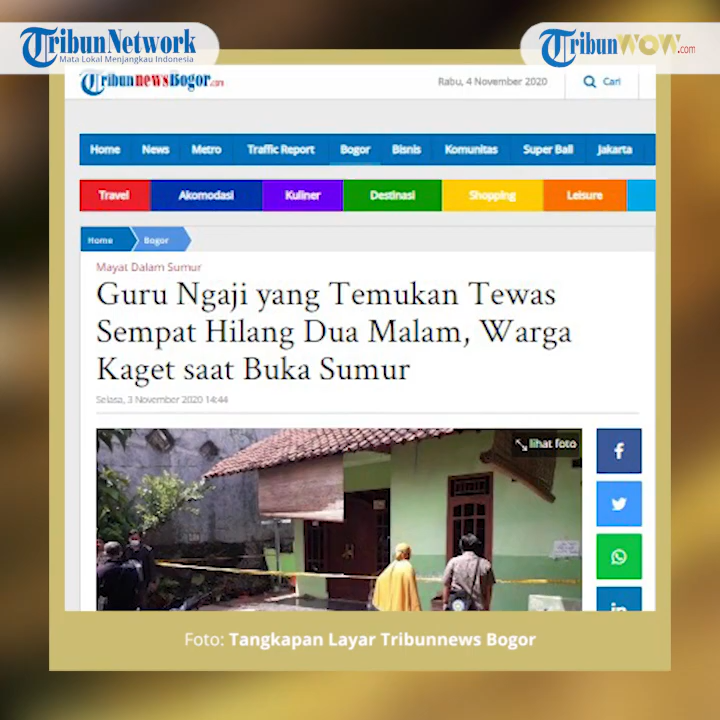 Tribun Network
Mata Lokal Menjangkau Indonesia
TribunWOW.com
TribunnewsBogor.com
Rabu, 4 November 2020
Cari
Home News Metro Traffic Report Bogor Bisnis Komunitas Super Ball Jakarta
Travel Akomodasi Kuliner Destinasi Shopping Leisure
Home Bogor
Mayat Dalam Sumur
Guru Ngaji yang Temukan Tewas
Sempat Hilang Dua Malam, Warga
Kaget saat Buka Sumur
Selasa, 3 November 2020 14:44
lihat foto
Foto: Tangkapan Layar Tribunnews Bogor